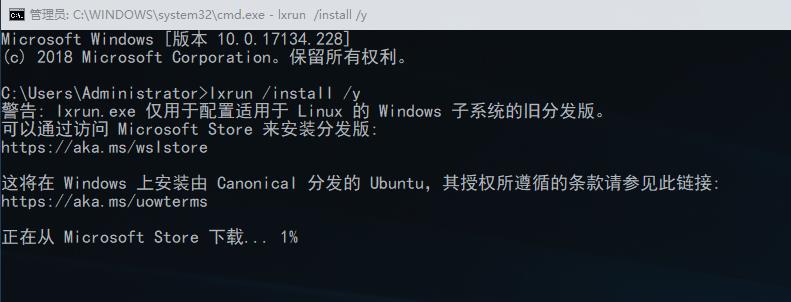 管理员: C:\WINDOWS\system32\cmd.exe - lxrun  /install /y
Microsoft Windows [版本 10.0.17134.228]
(c) 2018 Microsoft Corporation。保留所有权利。
C:\Users\Administrator>lxrun /install /y
警告: lxrun.exe 仅用于配置适用于 Linux 的 Windows 子系统的旧分发版。
可以通过访问 Microsoft Store 来安装分发版:
https://aka.ms/wslstore
这将在 Windows 上安装由 Canonical 分发的 Ubuntu，其授权所遵循的条款请参见此链接:
https://aka.ms/uowterms
正在从 Microsoft Store 下载... 1%